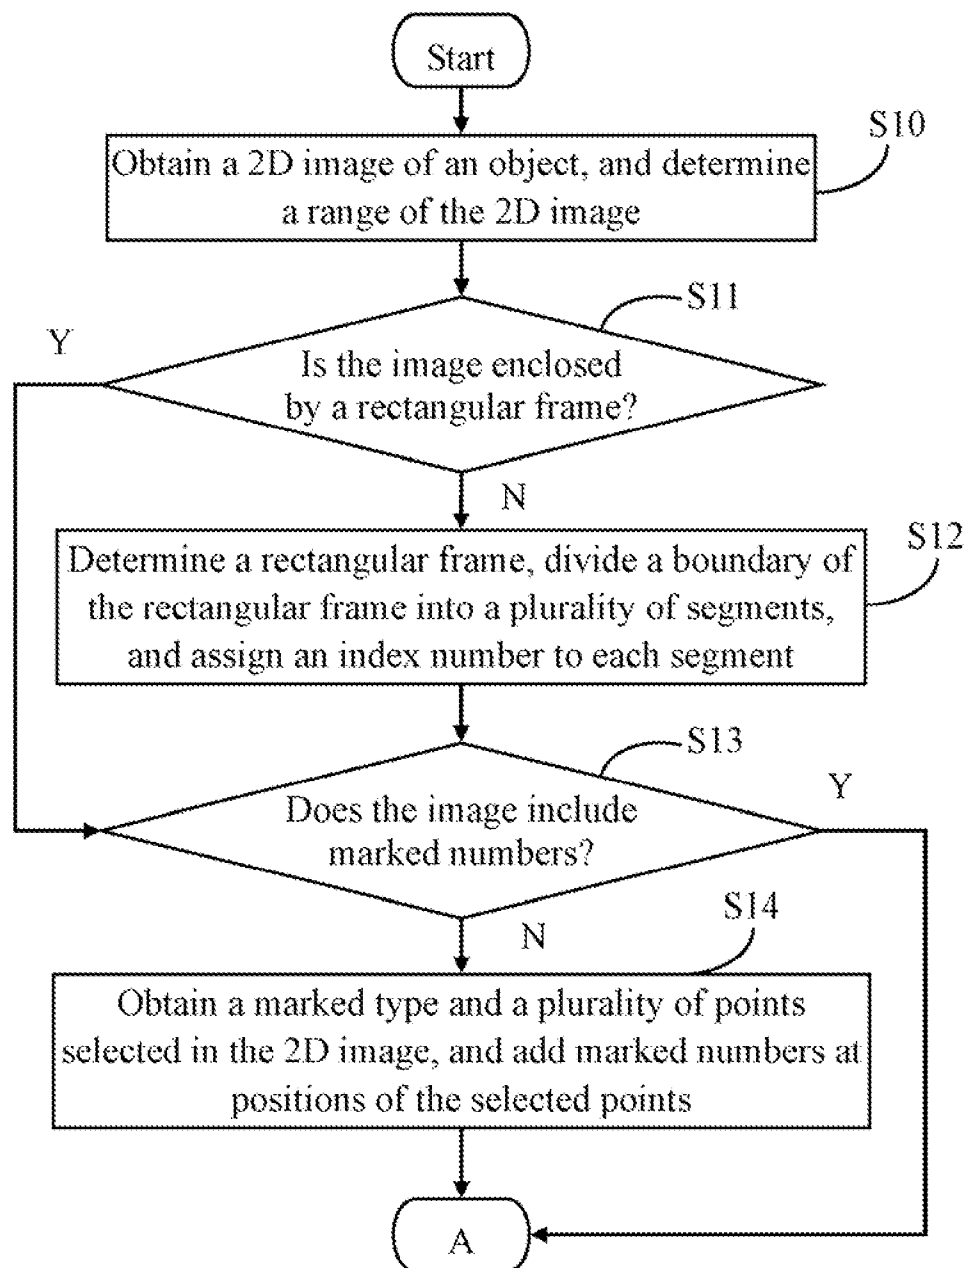 Start
S10
Obtain a 2D image of an object, and determine
a range of the 2D image
S11
Y
Is the image enclosed
by a rectangular frame?
N
S12
Determine a rectangular frame, divide a boundary of
the rectangular frame into a plurality of segments,
and assign an index number to each segment
S13
Y
Does the image include
marked numbers?
S14
N
Obtain a marked type and a plurality of points
selected in the 2D image, and add marked numbers at
positions of the selected points
A